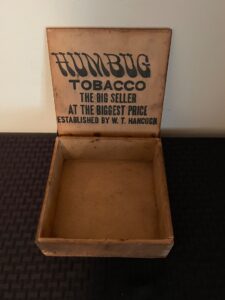 HUMBUG
TOBACCO
THE BIG SELLER
AT THE BIGGEST PRICE
ESTABLISHED BY W. T. HANCOCK